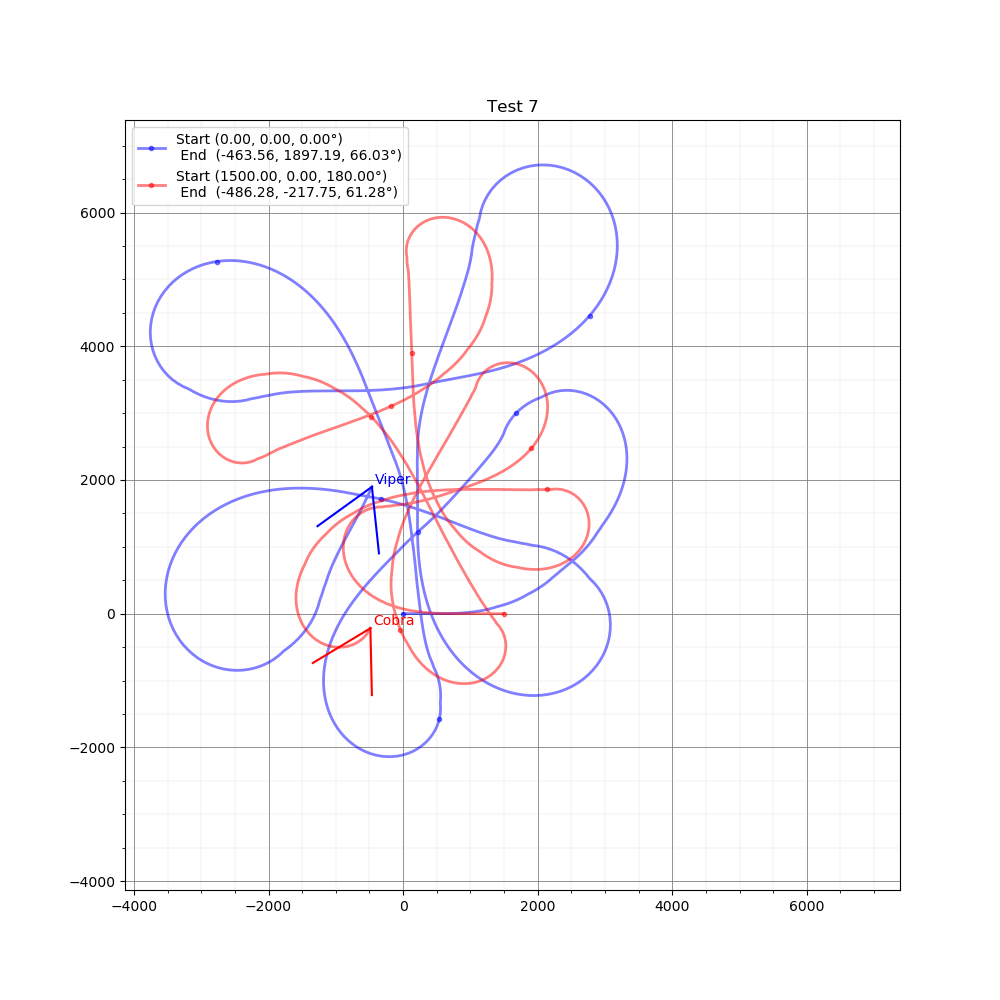 Test 7
Start (0.00, 0.00, 0.00°)
End  (-463.56, 1897.19, 66.03°)
Start (1500.00, 0.00, 180.00°)
End  (-486.28, -217.75, 61.28°)
6000
4000
2000
Viper
0
Cobra
−2000
−4000
−4000 −2000 0 2000 4000 6000